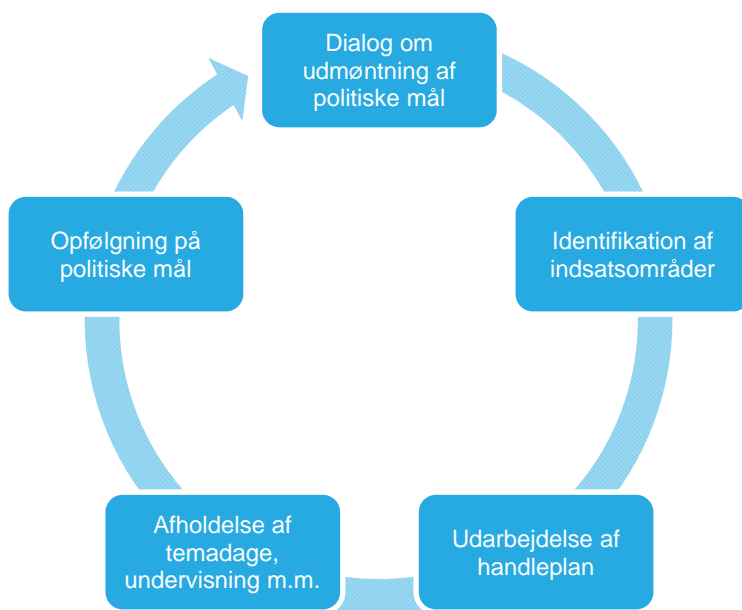 Dialog om
udmøntning af
politiske mål
Identifikation af
indsatsområder
Udarbejdelse af
handleplan
Afholdelse af
temadage,
undervisning m.m.
Opfølgning på
politiske mål